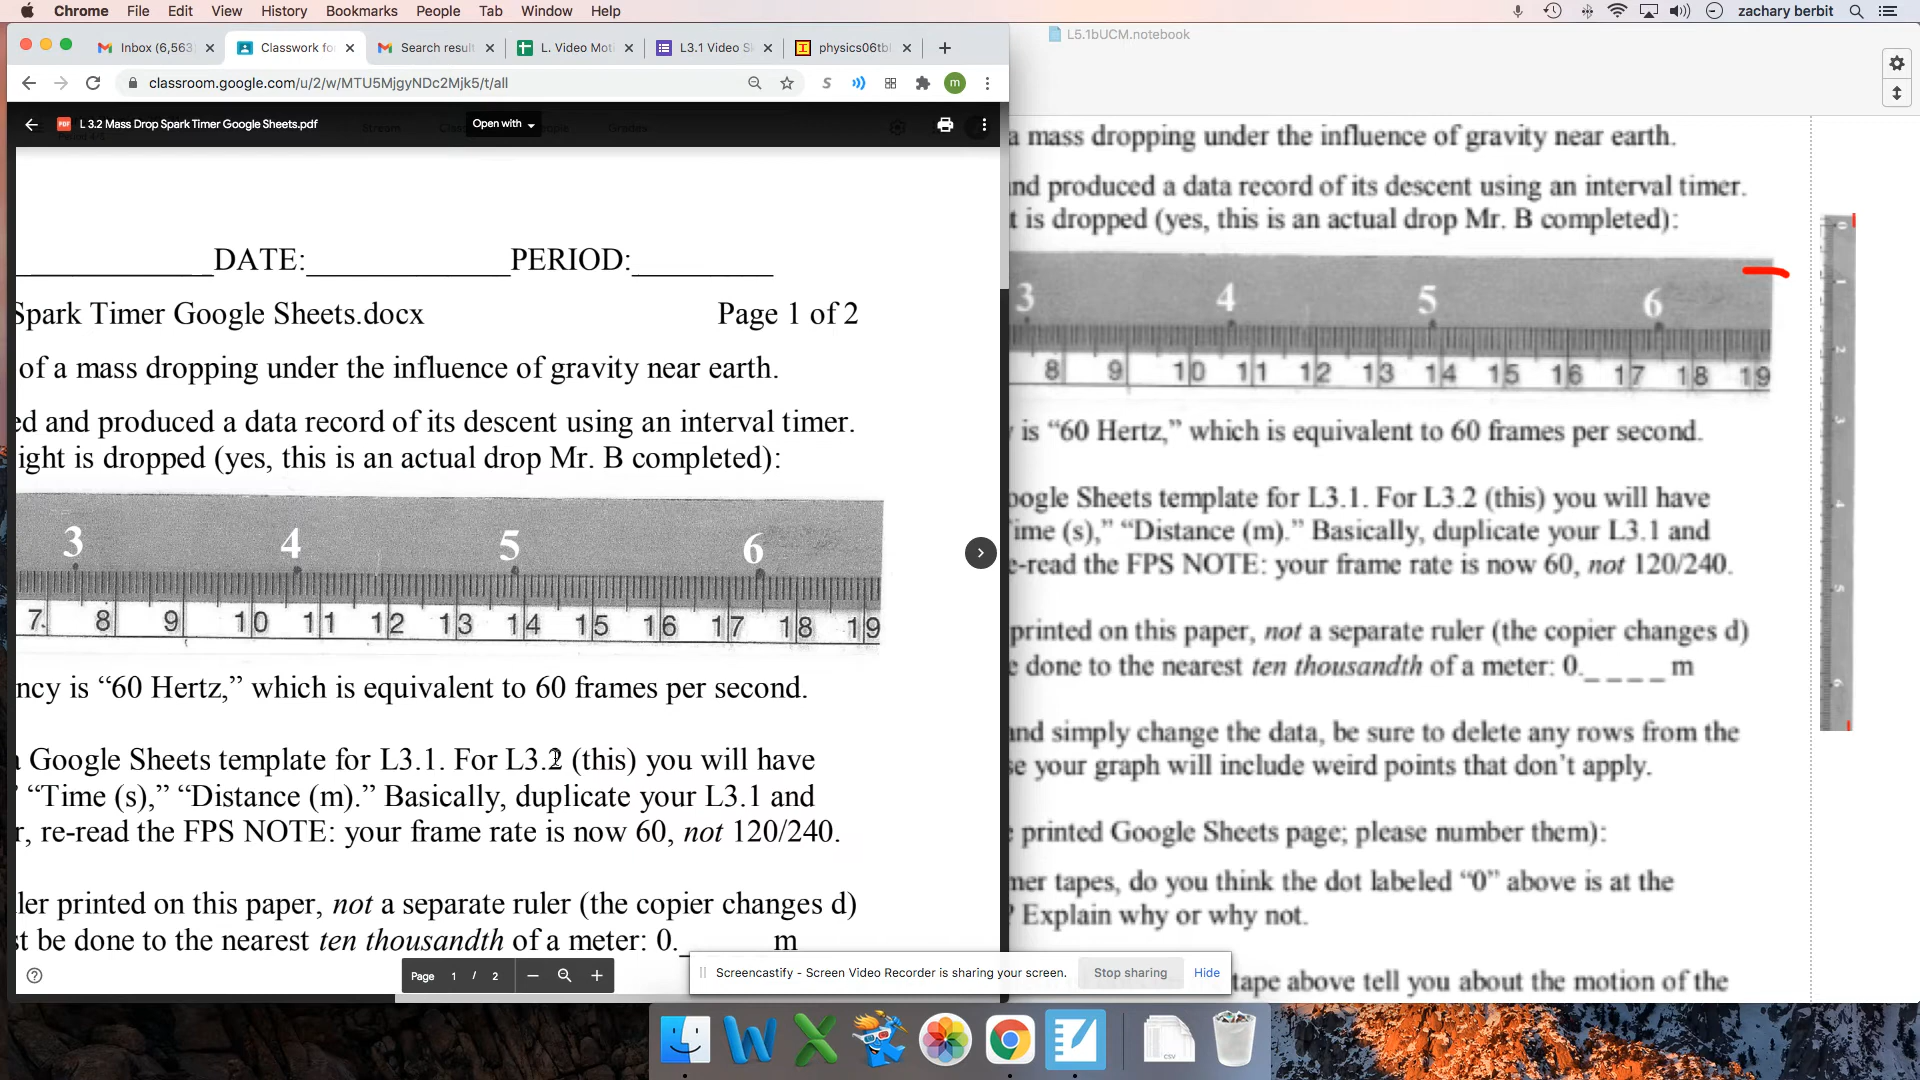 Chrome File Edit View History Bookmarks People Tab Window Help zachary berbit
Inbox (6,563 Classwork fo Search result L. Video Moti L3.1 Video S physics06tbl
L5.1bUCM.notebook
classroom.google.com/u/2/w/MTU5MjgyNDc2Mjk5/t/all S m
PDF L 3.2 Mass Drop Spark Timer Google Sheets.pdf Open with
_____________DATE:______________PERIOD:__________
Spark Timer Google Sheets.docx Page 1 of 2
of a mass dropping under the influence of gravity near earth.
ed and produced a data record of its descent using an interval timer.
ight is dropped (yes, this is an actual drop Mr. B completed):
3 4 5 6
7 8 9 10 11 12 13 14 15 16 17 18 19
ncy is “60 Hertz,” which is equivalent to 60 frames per second.
a Google Sheets template for L3.1. For L3.2 (this) you will have
” “Time (s),” “Distance (m).” Basically, duplicate your L3.1 and
r, re-read the FPS NOTE: your frame rate is now 60, not 120/240.
ler printed on this paper, not a separate ruler (the copier changes d)
st be done to the nearest ten thousandth of a meter: 0._ m
Page 1 / 2
a mass dropping under the influence of gravity near earth.
nd produced a data record of its descent using an interval timer.
t is dropped (yes, this is an actual drop Mr. B completed):
3 4 5 6
8 9 10 11 12 13 14 15 16 17 18 19
is “60 Hertz,” which is equivalent to 60 frames per second.
oogle Sheets template for L3.1. For L3.2 (this) you will have
Time (s),” “Distance (m).” Basically, duplicate your L3.1 and
e-read the FPS NOTE: your frame rate is now 60, not 120/240.
printed on this paper, not a separate ruler (the copier changes d)
e done to the nearest ten thousandth of a meter: 0._ _ _ _ m
and simply change the data, be sure to delete any rows from the
se your graph will include weird points that don’t apply.
printed Google Sheets page; please number them):
mer tapes, do you think the dot labeled “0” above is at the
? Explain why or why not.
tape above tell you about the motion of the
0 1 2 3 4 5 6
Screencastify - Screen Video Recorder is sharing your screen. Stop sharing Hide
CSV